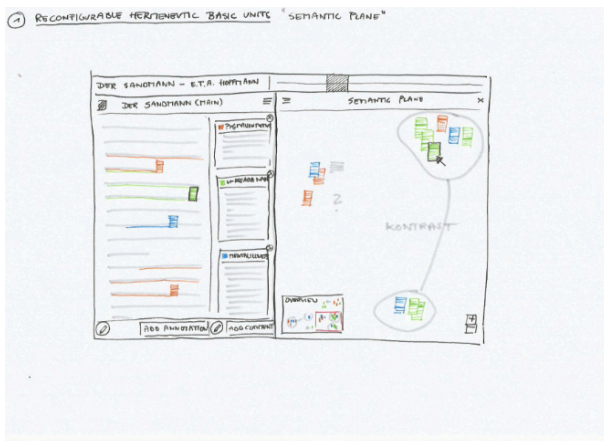 1 RECONFIGURABLE HERMENEUTIC BASIC UNITS "SEMANTIC PLANE"
DER SANDMANN – E.T.A. HOFFMANN
DER SANDMANN (MAIN)
SEMANTIC PLANE x
?
KONTRAST
OVERVIEW
ADD ANNOTATION
ADD COMMENT
+